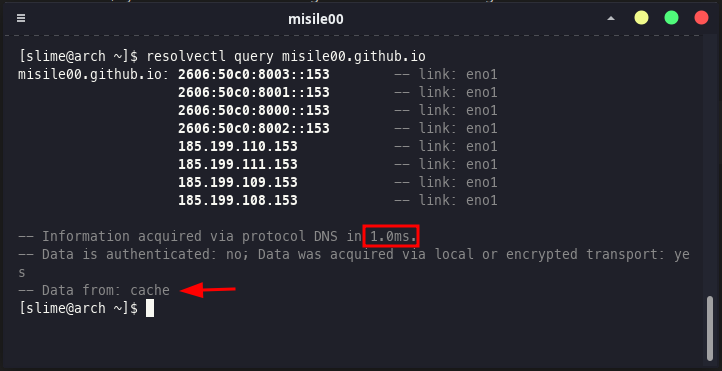 misile00
[slime@arch ~]$ resolvectl query misile00.github.io
misile00.github.io: 2606:50c0:8003::153        -- link: eno1
                    2606:50c0:8001::153        -- link: eno1
                    2606:50c0:8000::153        -- link: eno1
                    2606:50c0:8002::153        -- link: eno1
                    185.199.110.153            -- link: eno1
                    185.199.111.153            -- link: eno1
                    185.199.109.153            -- link: eno1
                    185.199.108.153            -- link: eno1
-- Information acquired via protocol DNS in 1.0ms.
-- Data is authenticated: no; Data was acquired via local or encrypted transport: ye
s
-- Data from: cache
[slime@arch ~]$